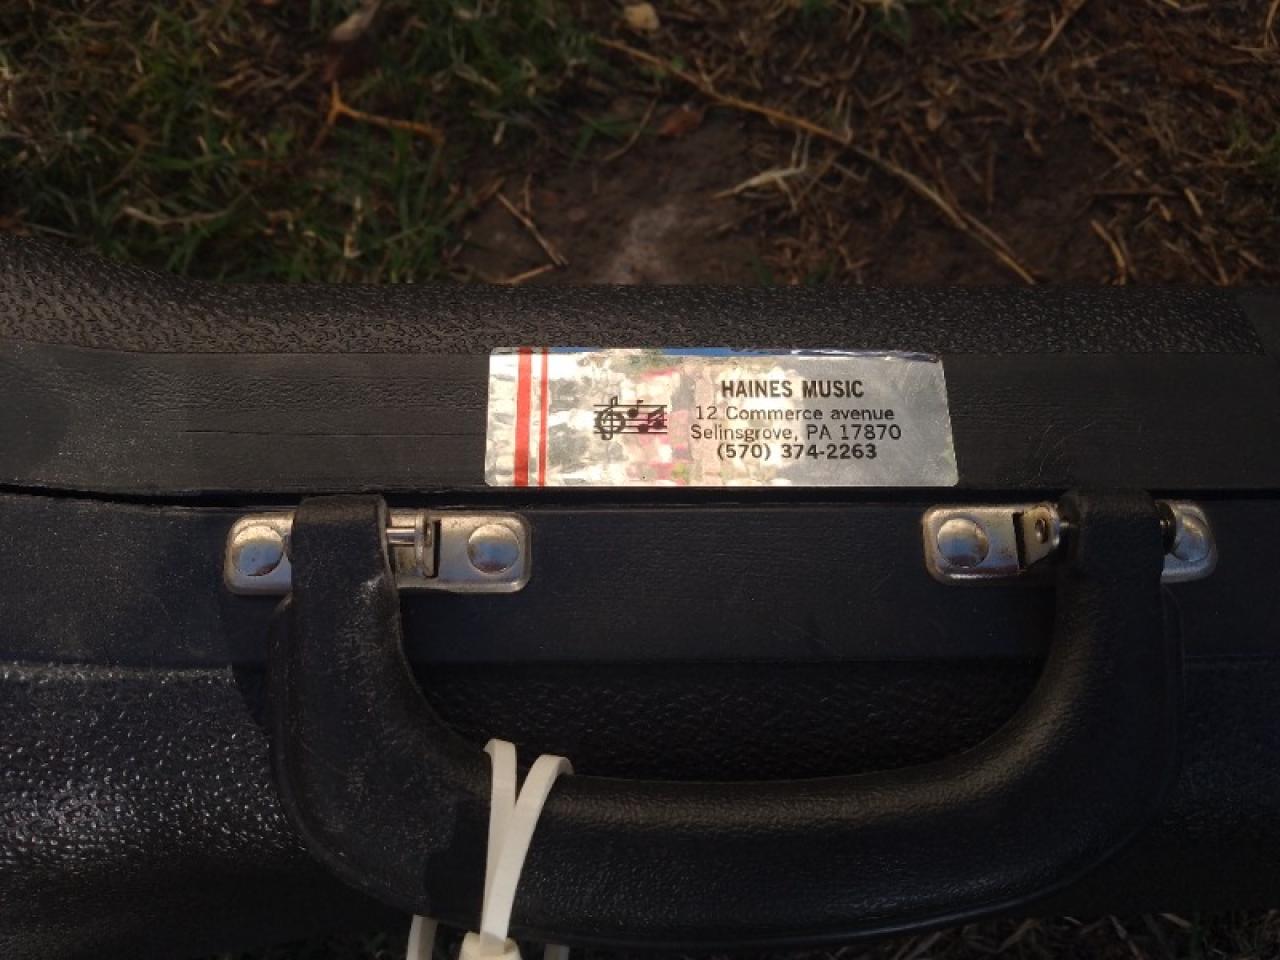 HAINES MUSIC
12 Commerce avenue
Selinsgrove, PA 17870
(570) 374-2263